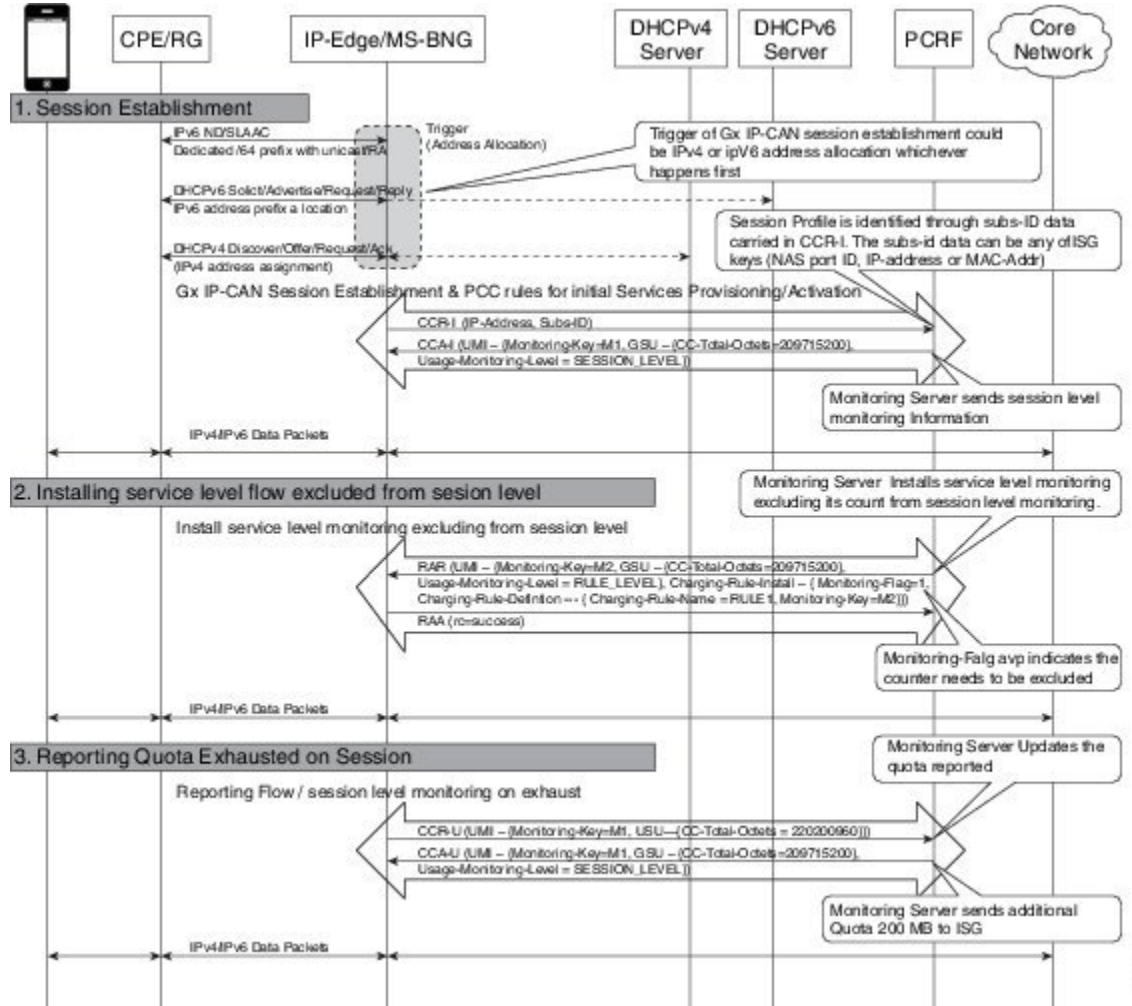 CPE/RG
IP-Edge/MS-BNG
DHCPv4
Server
DHCPv6
Server
PCRF
Core
Network
1. Session Establishment
IPv6 ND/SLAAC
Dedicated /64 prefix with unicast/RA
Trigger
(Address Allocation)
Trigger of Gx IP-CAN session establishment could
be IPv4 or ipV6 address allocation whichever
happens first
DHCPv6 Solict/Advertise/Request/Reply
IPv6 address prefix a location
Session Profile is identified through subs-ID data
carried in CCR-I. The subs-id data can be any of ISG
keys (NAS port ID, IP-address or MAC-Addr)
DHCPv4 Discover/Offer/Request/Ack
(IPv4 address assignment)
Gx IP-CAN Session Establishment & PCC rules for initial Services Provisioning/Activation
CCR-I (IP-Address, Subs-ID)
CCA-I (UMI – (Monitoring-Key=M1, GSU – (CC-Total-Octets=209715200),
Usage-Monitoring-Level = SESSION_LEVEL))
Monitoring Server sends session level
monitoring Information
IPv4/IPv6 Data Packets
2. Installing service level flow excluded from sesion level
Monitoring Server Installs service level monitoring
excluding its count from session level monitoring.
Install service level monitoring excluding from session level
RAR (UMI – (Monitoring-Key=M2, GSU – (CC-Total-Octets=209715200),
Usage-Monitoring-Level = RULE_LEVEL), Charging-Rule-Install – ( Monitoring-Flag=1,
Charging-Rule-Defintion --- ( Charging-Rule-Name = RULE1, Monitoring-Key=M2)))
RAA (rc=success)
Monitoring-Falg avp indicates the
counter needs to be excluded
IPv4/IPv6 Data Packets
3. Reporting Quota Exhausted on Session
Monitoring Server Updates the
quota reported
Reporting Flow / session level monitoring on exhaust
CCR-U (UMI – (Monitoring-Key=M1, USU—(CC-Total-Octets = 220200960)))
CCA-U (UMI – (Monitoring-Key=M1, GSU – (CC-Total-Octets=209715200),
Usage-Monitoring-Level = SESSION_LEVEL))
Monitoring Server sends additional
Quota 200 MB to ISG
IPv4/IPv6 Data Packets